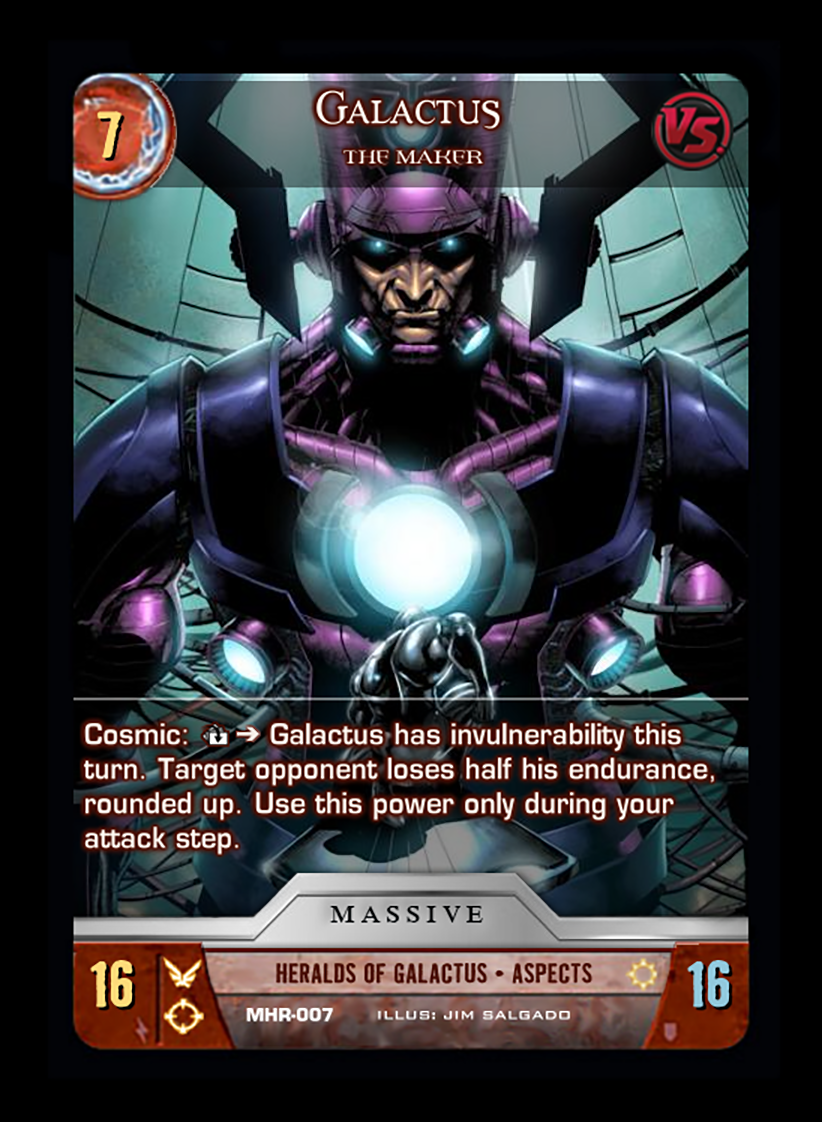 7
GALACTUS
VS.
THE MAKER
Cosmic: ➔ Galactus has invulnerability this
turn. Target opponent loses half his endurance,
rounded up. Use this power only during your
attack step.
MASSIVE
16
HERALDS OF GALACTUS • ASPECTS
16
MHR-007 ILLUS: JIM SALGADO